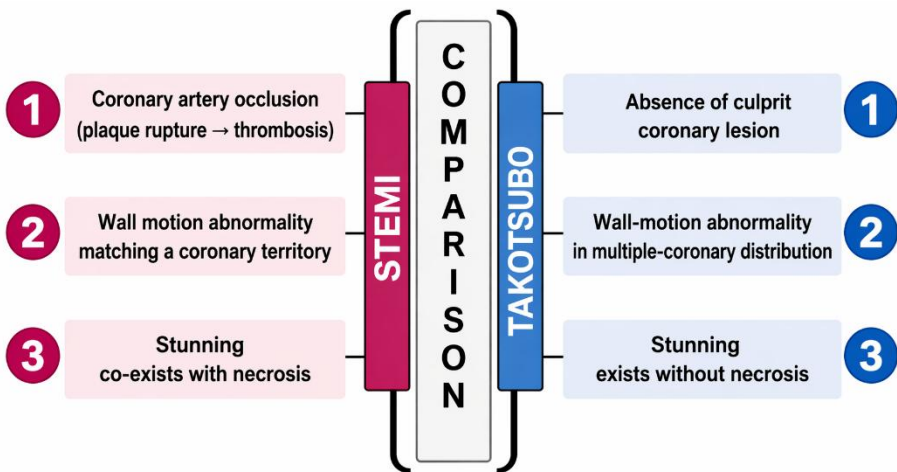 1
Coronary artery occlusion
(plaque rupture → thrombosis)
2
Wall motion abnormality
matching a coronary territory
3
Stunning
co-exists with necrosis
STEMI
COMPARISON
TAKOTSUBO
Absence of culprit
coronary lesion
1
Wall-motion abnormality
in multiple-coronary distribution
2
Stunning
exists without necrosis
3